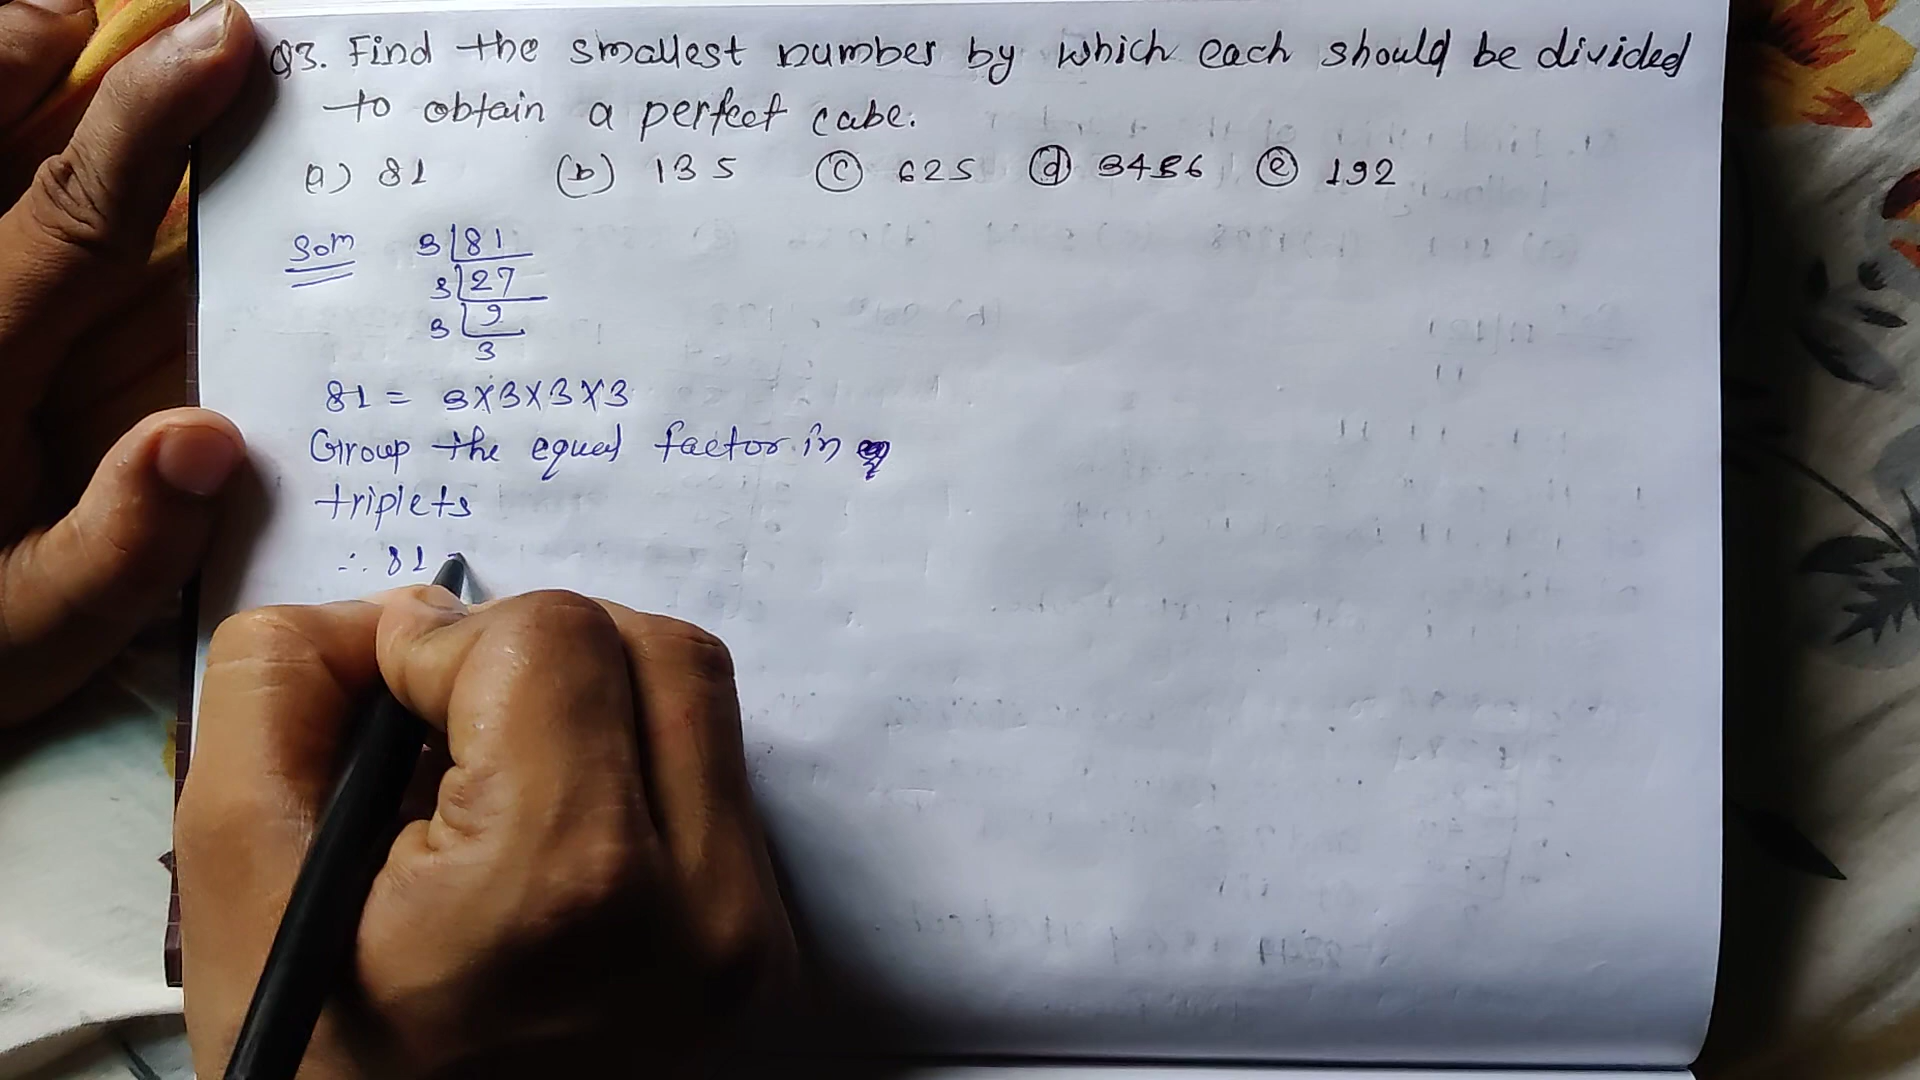 Q3. Find the smallest number by which each should be divided
to obtain a perfect cube.
(a) 81 (b) 135 (c) 625 (d) 3456 (e) 192
Soln 3|81
3|27
3|9
3
81 = 3×3×3×3
Group the equal factor in
triplets
∴ 81 =